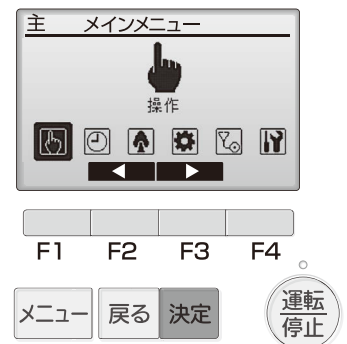 主 メインメニュー
操作
F1 F2 F3 F4
メニュー 戻る 決定
運転
停止